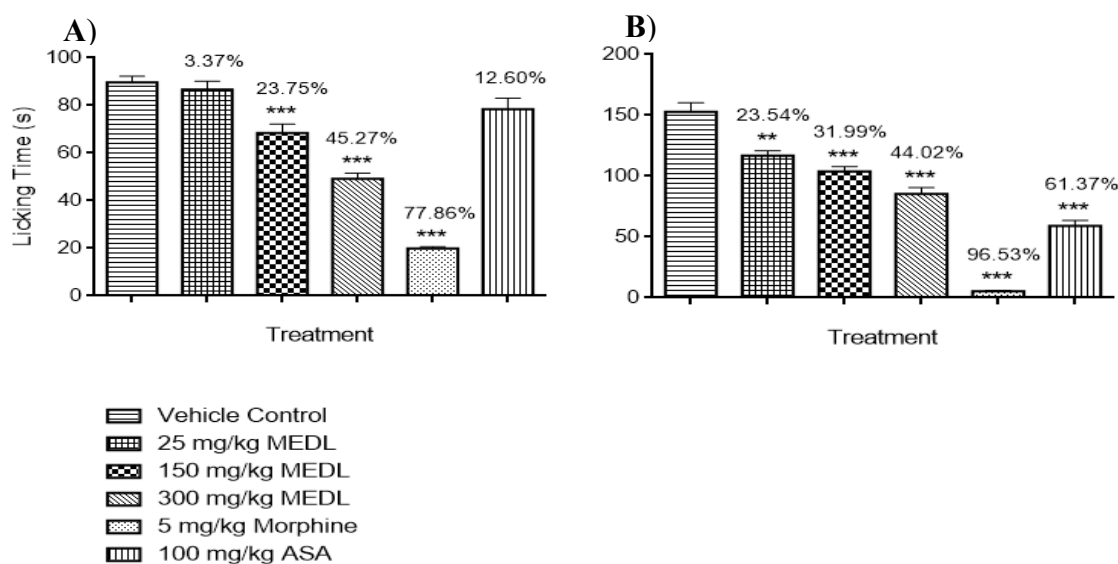 A)
100
80
60
40
20
0
Licking Time (s)
3.37%
23.75%
***
45.27%
***
77.86%
***
12.60%
Treatment
B)
200
150
100
50
0
23.54%
**
31.99%
***
44.02%
***
96.53%
***
61.37%
***
Treatment
Vehicle Control
25 mg/kg MEDL
150 mg/kg MEDL
300 mg/kg MEDL
5 mg/kg Morphine
100 mg/kg ASA